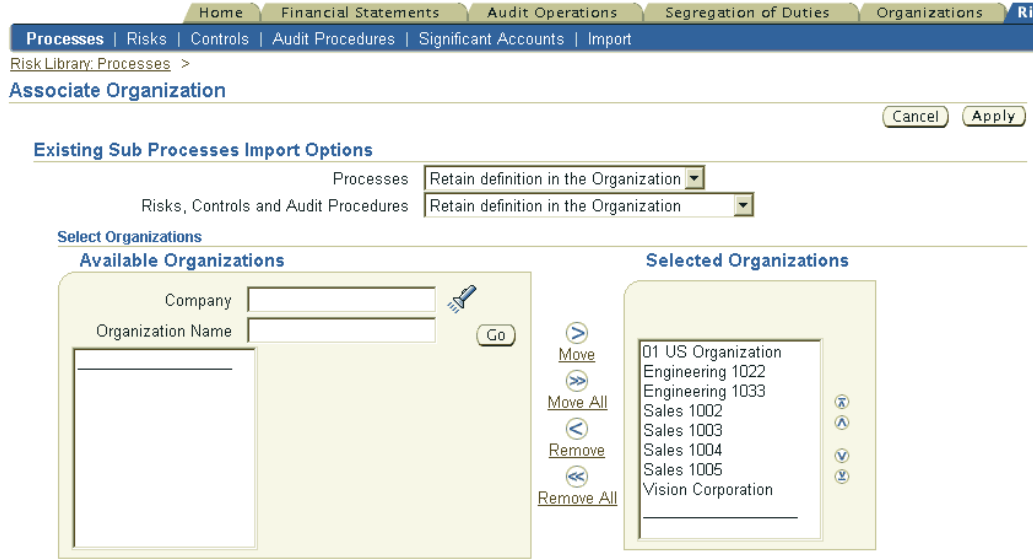 Home Financial Statements Audit Operations Segregation of Duties Organizations
Processes | Risks | Controls | Audit Procedures | Significant Accounts | Import
Risk Library: Processes >
Associate Organization
Cancel Apply
Existing Sub Processes Import Options
Processes Retain definition in the Organization
Risks, Controls and Audit Procedures Retain definition in the Organization
Select Organizations
Available Organizations Selected Organizations
Company
Organization Name Go
Move
Move All
Remove
Remove All
01 US Organization
Engineering 1022
Engineering 1033
Sales 1002
Sales 1003
Sales 1004
Sales 1005
Vision Corporation